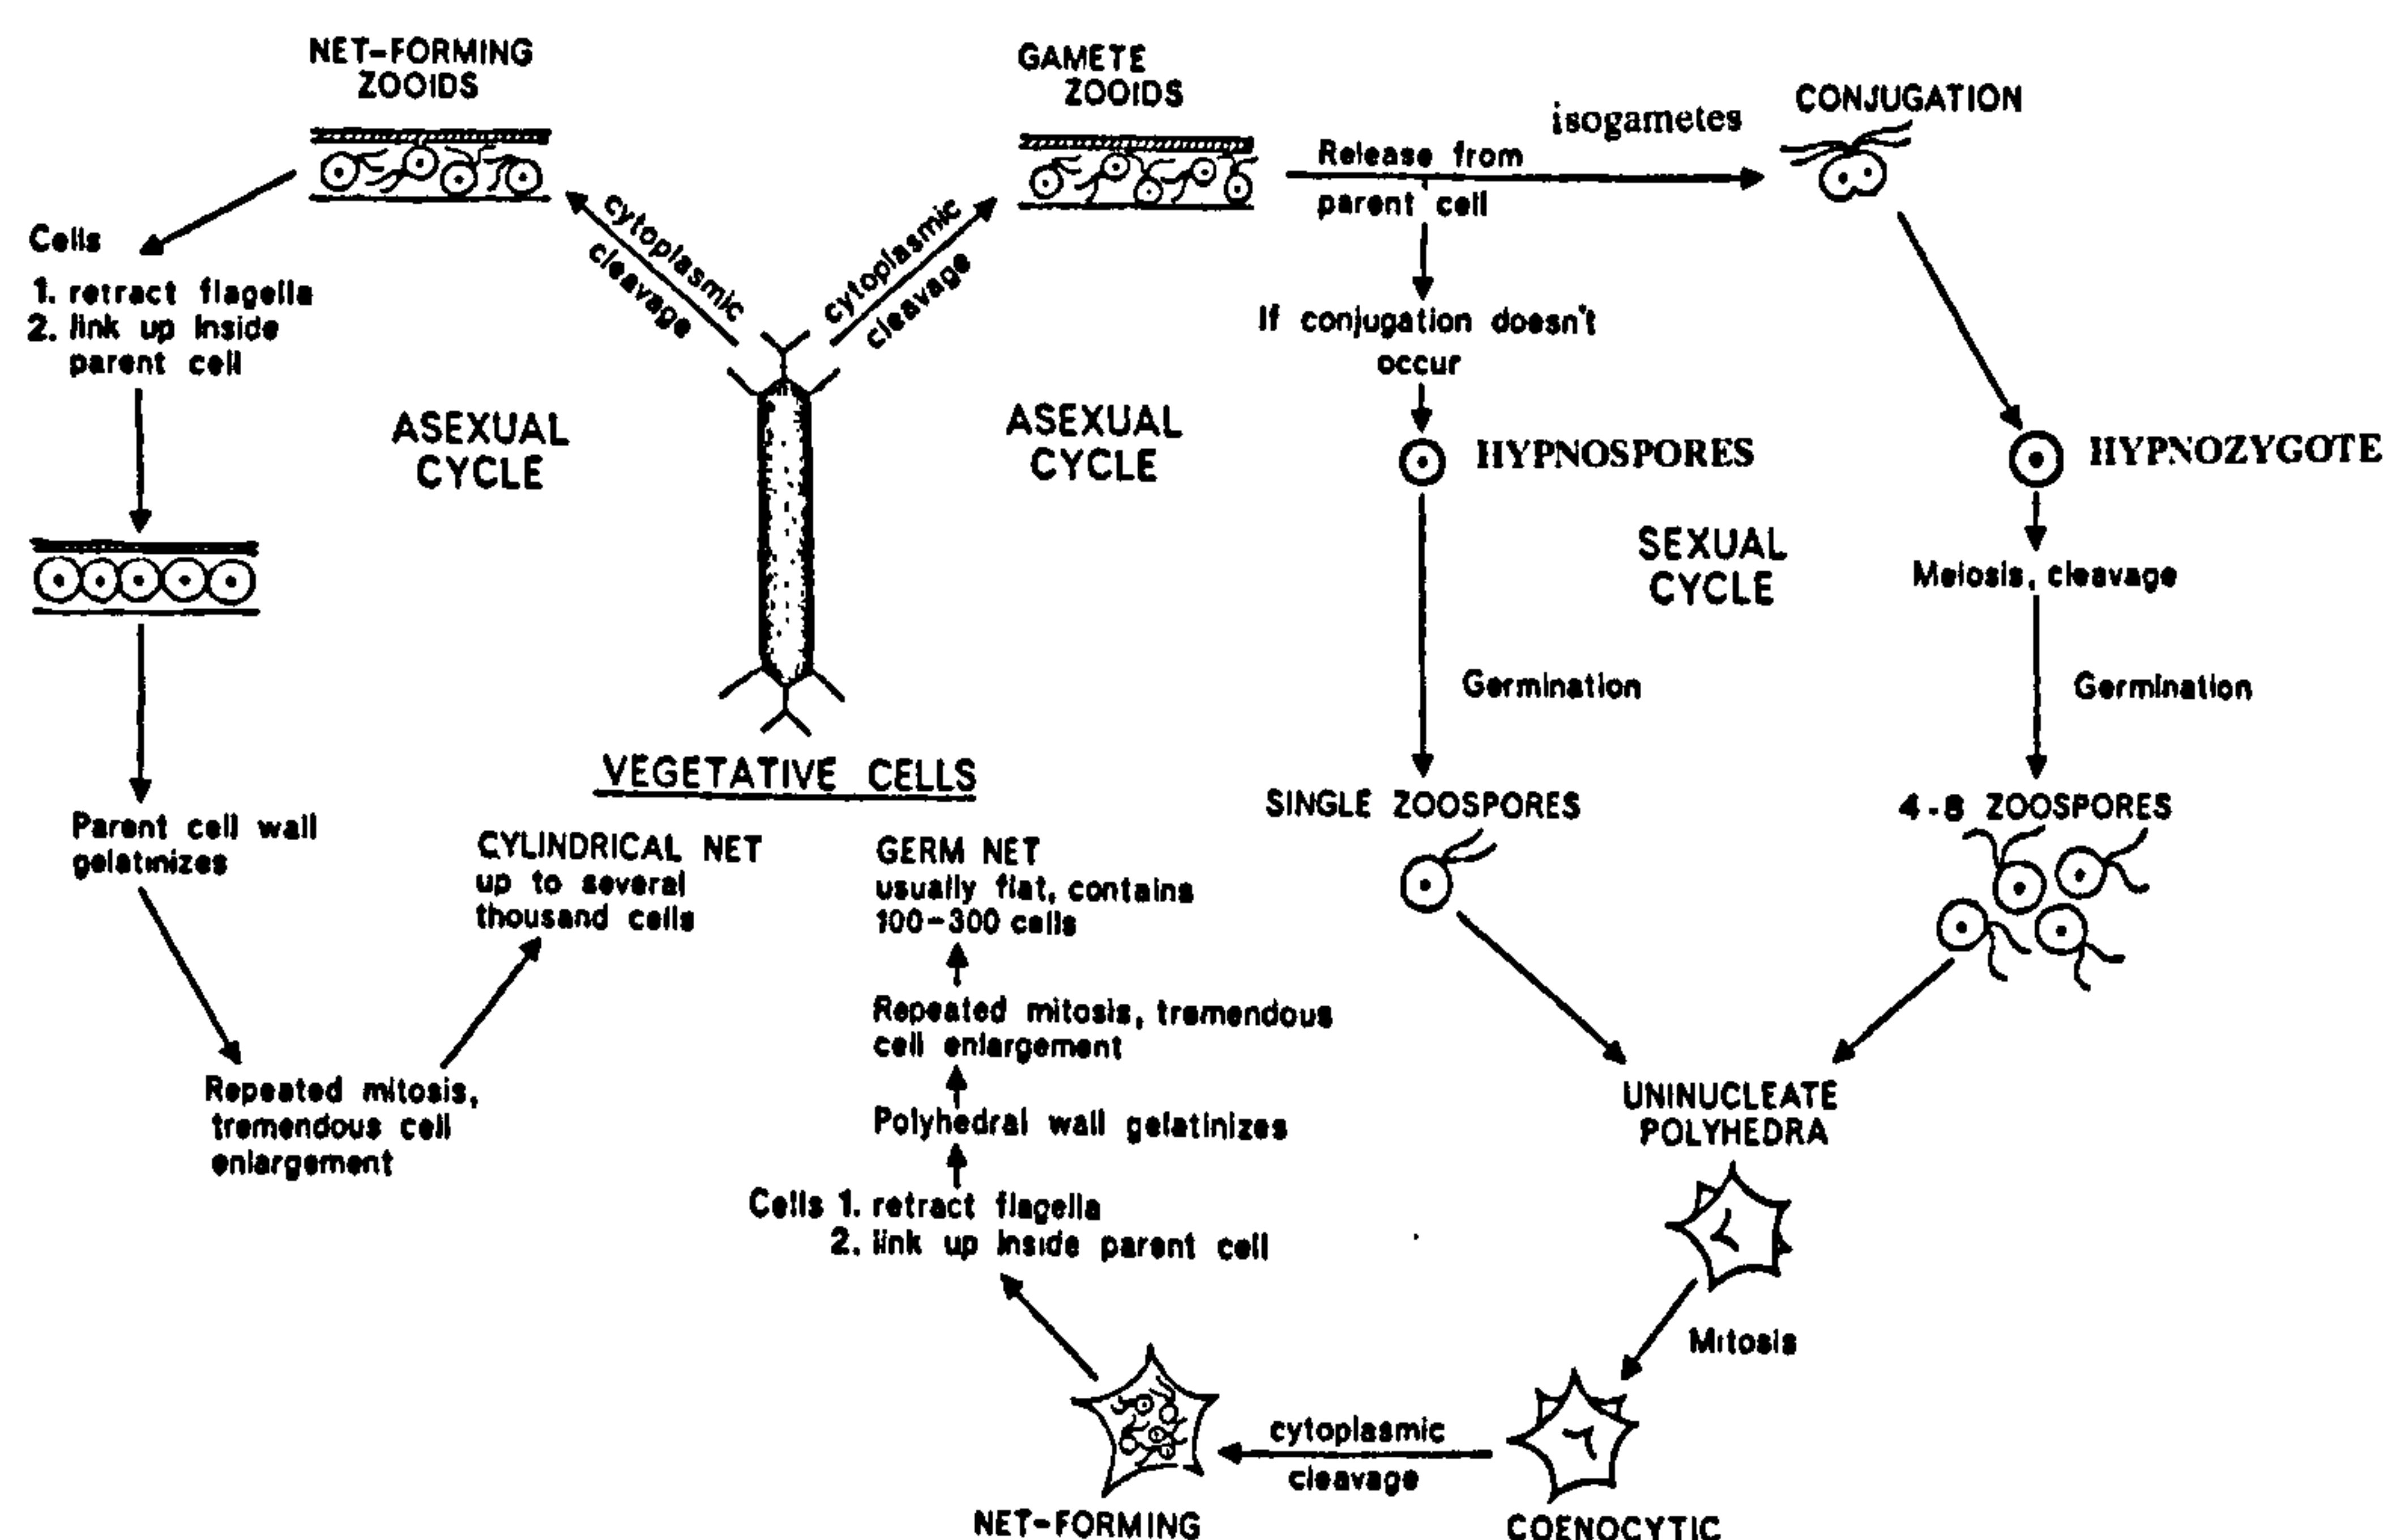 NET-FORMING
ZOOIDS
GAMETE
ZOOIDS
isogametes
CONJUGATION
Release from
parent cell
cytoplasmic
cleavage
cytoplasmic
cleavage
Cells
1. retract flagella
2. link up inside
parent cell
If conjugation doesn't
occur
ASEXUAL
CYCLE
ASEXUAL
CYCLE
HYPNOSPORES
HYPNOZYGOTE
SEXUAL
CYCLE
Meiosis, cleavage
Germination
Germination
VEGETATIVE CELLS
SINGLE ZOOSPORES
4-8 ZOOSPORES
Parent cell wall
gelatinizes
CYLINDRICAL NET
up to several
thousand cells
GERM NET
usually flat, contains
100-300 cells
Repeated mitosis, tremendous
cell enlargement
Repeated mitosis,
tremendous cell
enlargement
Polyhedral wall gelatinizes
UNINUCLEATE
POLYHEDRA
Cells 1. retract flagella
2. link up inside parent cell
Mitosis
cytoplasmic
cleavage
NET-FORMING
COENOCYTIC